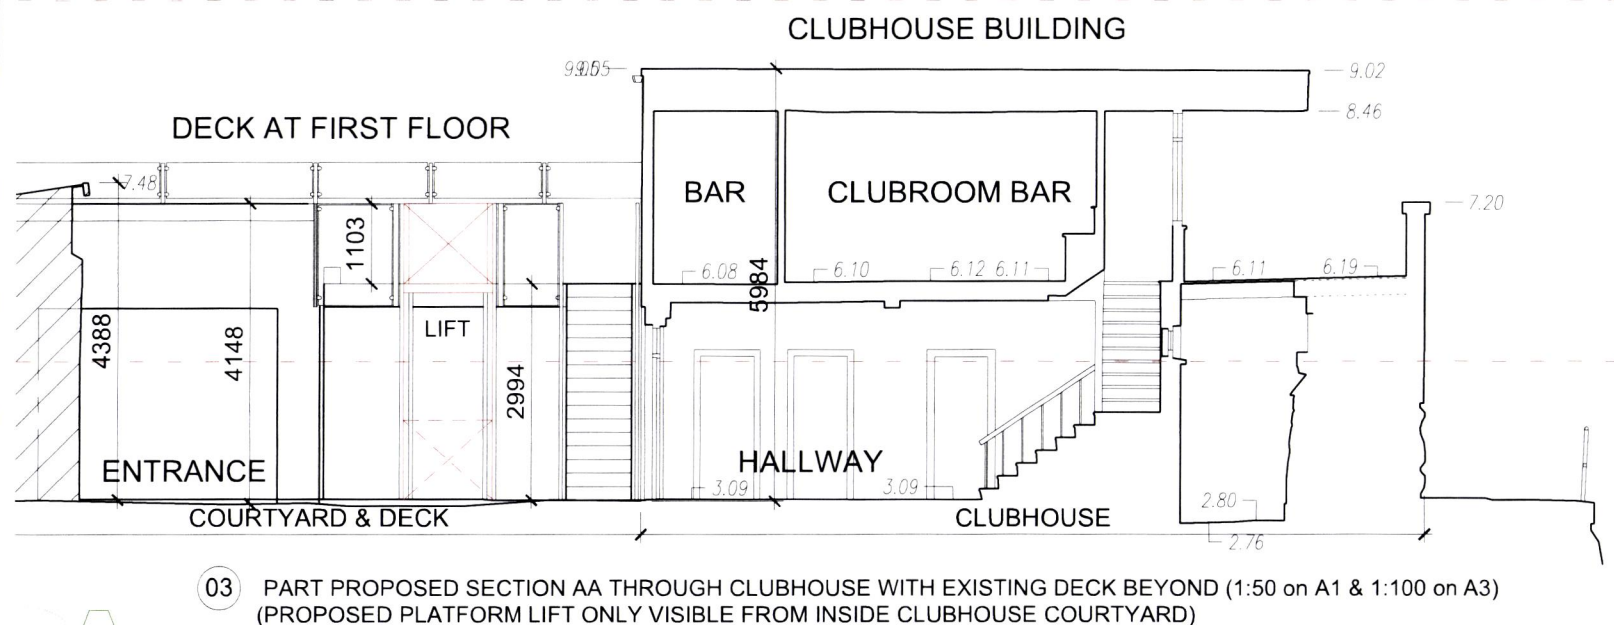 CLUBHOUSE BUILDING
9.02
8.46
DECK AT FIRST FLOOR
7.48
BAR
CLUBROOM BAR
7.20
1103
6.08
6.10
6.12 6.11
6.11
6.19
5984
LIFT
4388
4148
2994
ENTRANCE
HALLWAY
3.09
3.09
2.80
COURTYARD & DECK
CLUBHOUSE
2.76
03 PART PROPOSED SECTION AA THROUGH CLUBHOUSE WITH EXISTING DECK BEYOND (1:50 on A1 & 1:100 on A3)
(PROPOSED PLATFORM LIFT ONLY VISIBLE FROM INSIDE CLUBHOUSE COURTYARD)